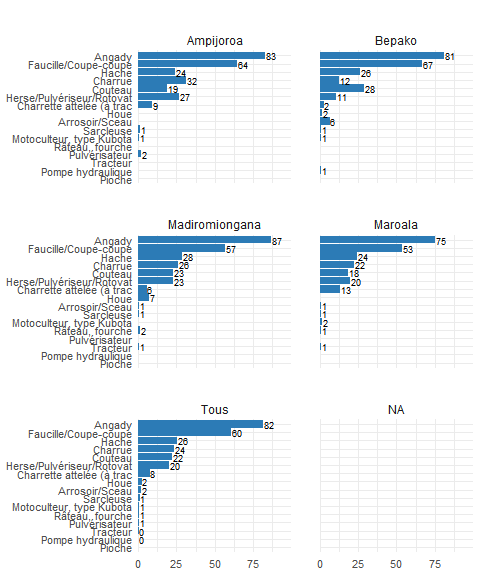 Ampijoroa Bepako
Angady 83 81
Faucille/Coupe-coupe 64 67
Hache 24 26
Charrue 32 12
Couteau 19 28
Herse/Pulvériseur/Rotovat 27 11
Charrette attelée (à trac 9 2
Houe 2
Arrosoir/Sceau 6
Sarcleuse 1 1
Motoculteur, type Kubota 1 1
Râteau, fourche
Pulvérisateur 2
Tracteur
Pompe hydraulique 1
Pioche
Madiromiongana Maroala
Angady 87 75
Faucille/Coupe-coupe 57 53
Hache 28 24
Charrue 26 22
Couteau 23 18
Herse/Pulvériseur/Rotovat 23 20
Charrette attelée (à trac 6 13
Houe 7
Arrosoir/Sceau 1 1
Sarcleuse 1 1
Motoculteur, type Kubota 2
Râteau, fourche 2 1
Pulvérisateur
Tracteur 1 1
Pompe hydraulique
Pioche
Tous NA
Angady 82
Faucille/Coupe-coupe 60
Hache 26
Charrue 24
Couteau 22
Herse/Pulvériseur/Rotovat 20
Charrette attelée (à trac 8
Houe 2
Arrosoir/Sceau 2
Sarcleuse 1
Motoculteur, type Kubota 1
Râteau, fourche 1
Pulvérisateur 1
Tracteur 0
Pompe hydraulique 0
Pioche
0 25 50 75 0 25 50 75